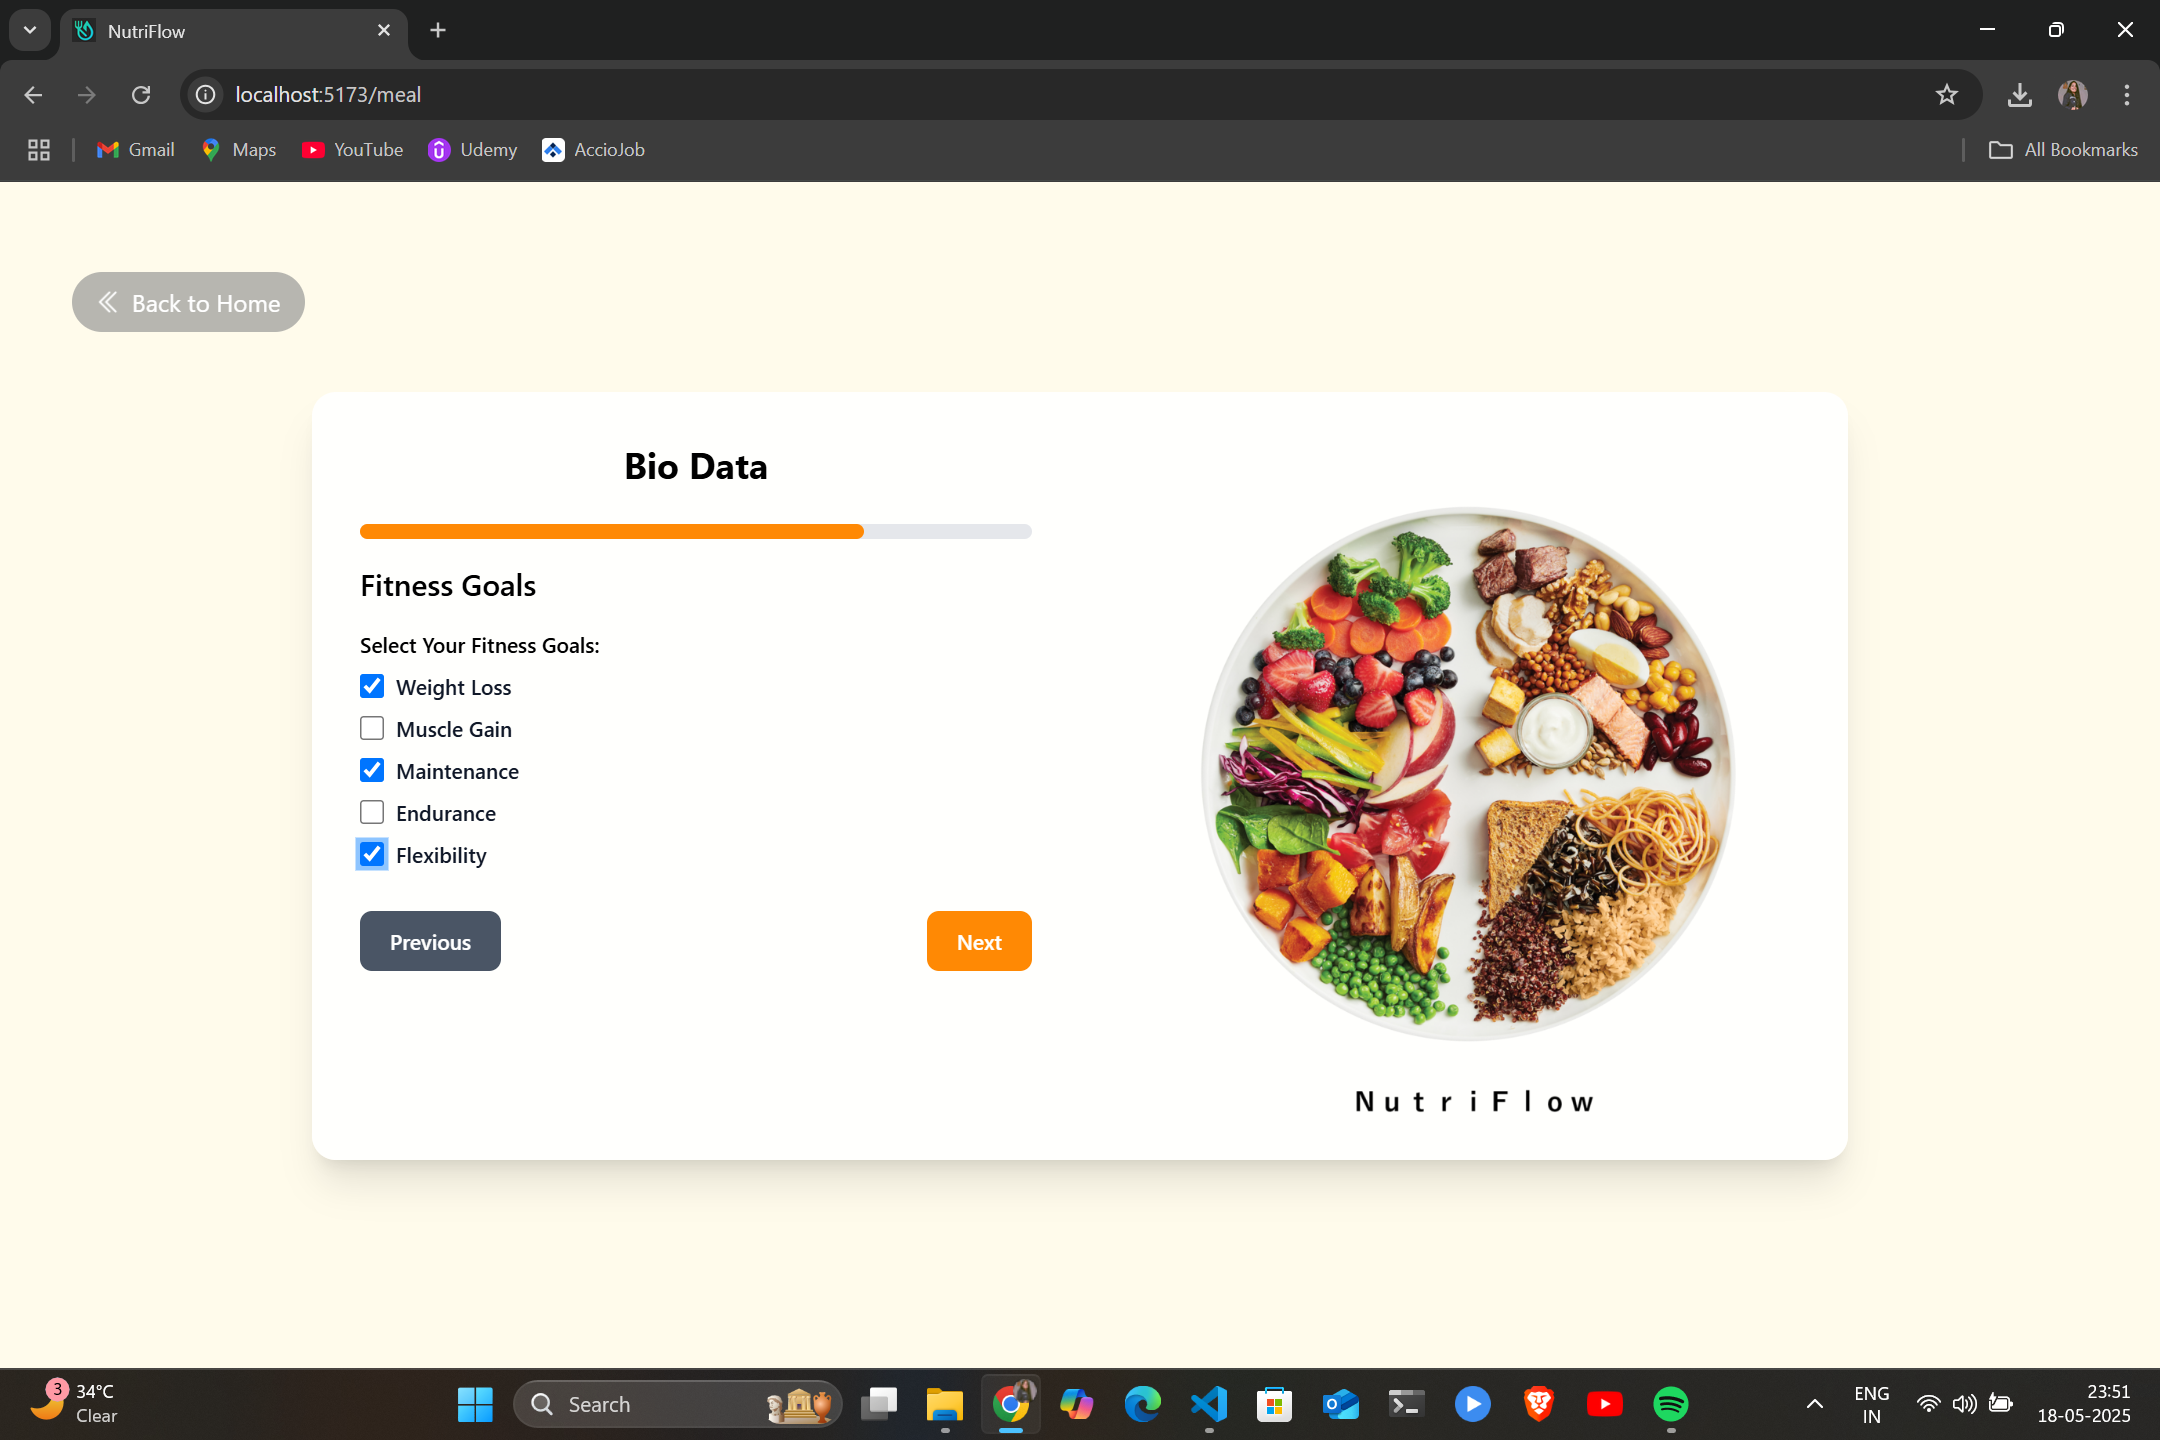 NutriFlow
localhost:5173/meal
Gmail
Maps
YouTube
Udemy
AccioJob
All Bookmarks
Back to Home
Bio Data
Fitness Goals
Select Your Fitness Goals:
Weight Loss
Muscle Gain
Maintenance
Endurance
Flexibility
Previous
Next
NutriFlow
3
34°C
Clear
Search
ENG
IN
23:51
18-05-2025